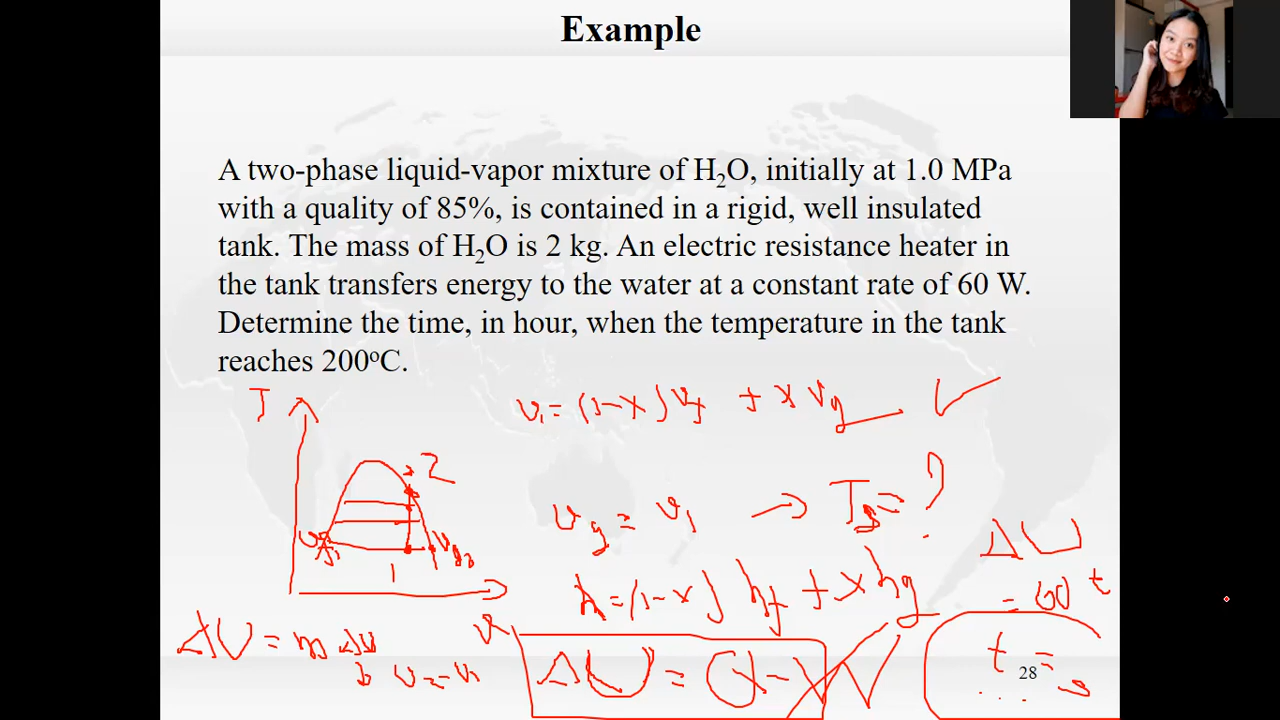 Example
A two-phase liquid-vapor mixture of H₂O, initially at 1.0 MPa
with a quality of 85%, is contained in a rigid, well insulated
tank. The mass of H₂O is 2 kg. An electric resistance heater in
the tank transfers energy to the water at a constant rate of 60 W.
Determine the time, in hour, when the temperature in the tank
reaches 200°C.
T
v₁ = (1-x)vf + x vg
2
vg = v₁ → Tg = ?
1
ΔU
= 60 t
h = (1-x) hf + x hg
v
ΔU = m Δu
ΔU = Q - W
t =
28